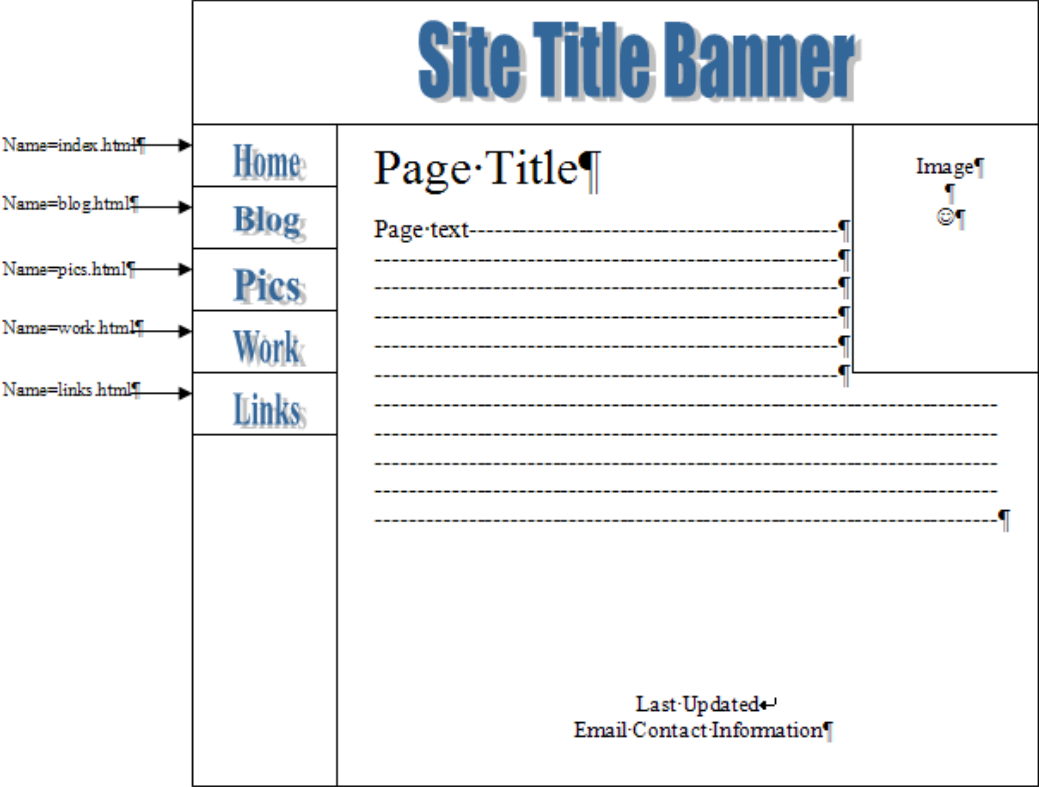 Site Title Banner
Name=index.html¶
Home
Name=blog.html¶
Blog
Name=pics.html¶
Pics
Name=work.html¶
Work
Name=links.html¶
Links
Page·Title¶
Page·text¶
Image¶
¶
☺¶
Last·Updated↵
Email·Contact·Information¶